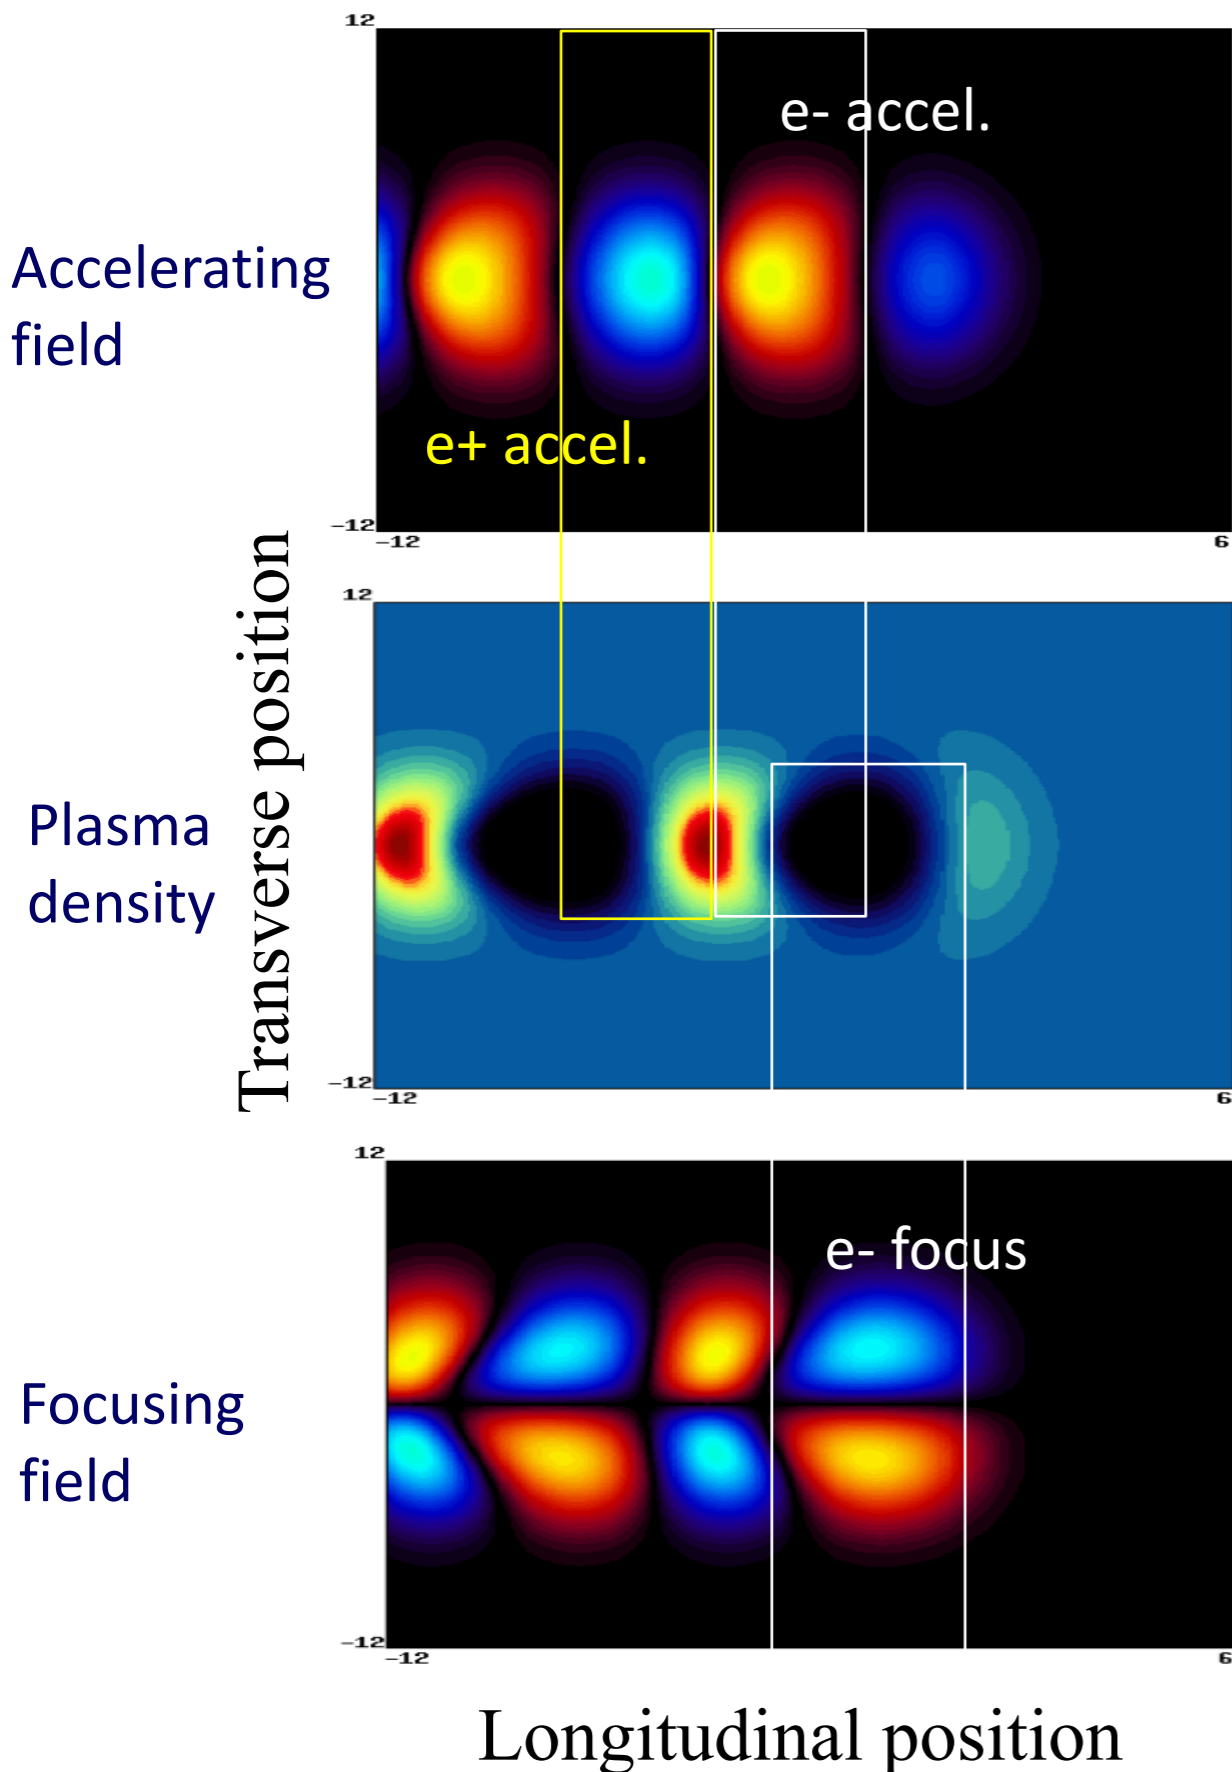 12
e- accel.
Accelerating
field
e+ accel.
-12
-12
6
Transverse position
12
Plasma
density
-12
-12
6
12
e- focus
Focusing
field
-12
-12
6
Longitudinal position